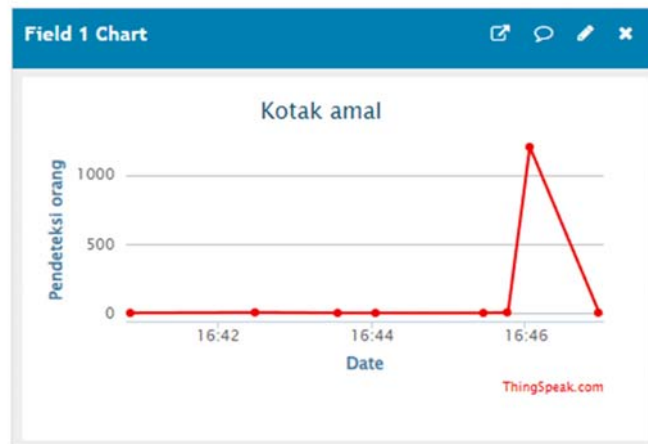 Field 1 Chart
Kotak amal
Pendeteksi orang
1000
500
0
16:42
16:44
16:46
Date
ThingSpeak.com